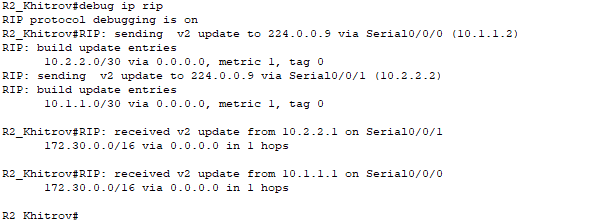 R2_Khitrov#debug ip rip
RIP protocol debugging is on
R2_Khitrov#RIP: sending  v2 update to 224.0.0.9 via Serial0/0/0 (10.1.1.2)
RIP: build update entries
      10.2.2.0/30 via 0.0.0.0, metric 1, tag 0
RIP: sending  v2 update to 224.0.0.9 via Serial0/0/1 (10.2.2.2)
RIP: build update entries
      10.1.1.0/30 via 0.0.0.0, metric 1, tag 0
R2_Khitrov#RIP: received v2 update from 10.2.2.1 on Serial0/0/1
      172.30.0.0/16 via 0.0.0.0 in 1 hops
R2_Khitrov#RIP: received v2 update from 10.1.1.1 on Serial0/0/0
      172.30.0.0/16 via 0.0.0.0 in 1 hops
R2 Khitrov#